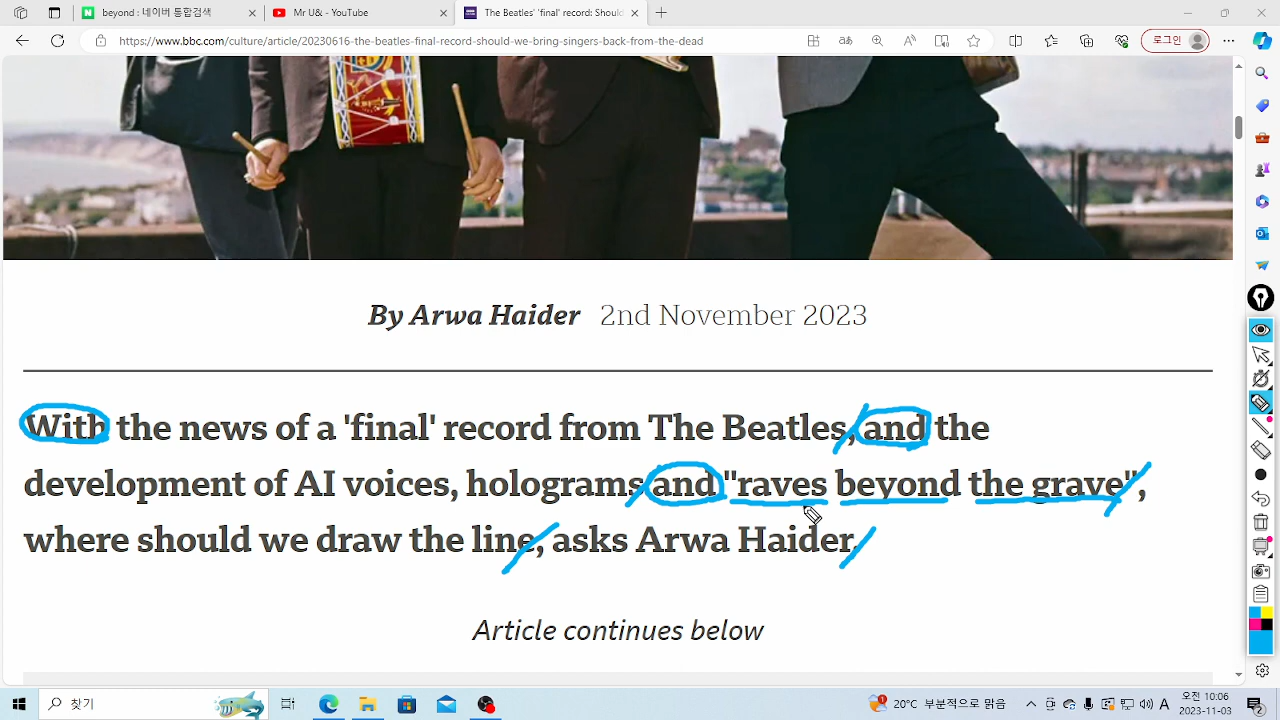 beyond : 네이버 통합검색
Mr U& - YouTube
The Beatles' 'final' record: Shoul
https://www.bbc.com/culture/article/20230616-the-beatles-final-record-should-we-bring-singers-back-from-the-dead
로그인
By Arwa Haider 2nd November 2023
With the news of a 'final' record from The Beatles, and the
development of AI voices, holograms and "raves beyond the grave",
where should we draw the line, asks Arwa Haider.
Article continues below
찾기
20°C 부분적으로 맑음
A
오전 10:06
2023-11-03